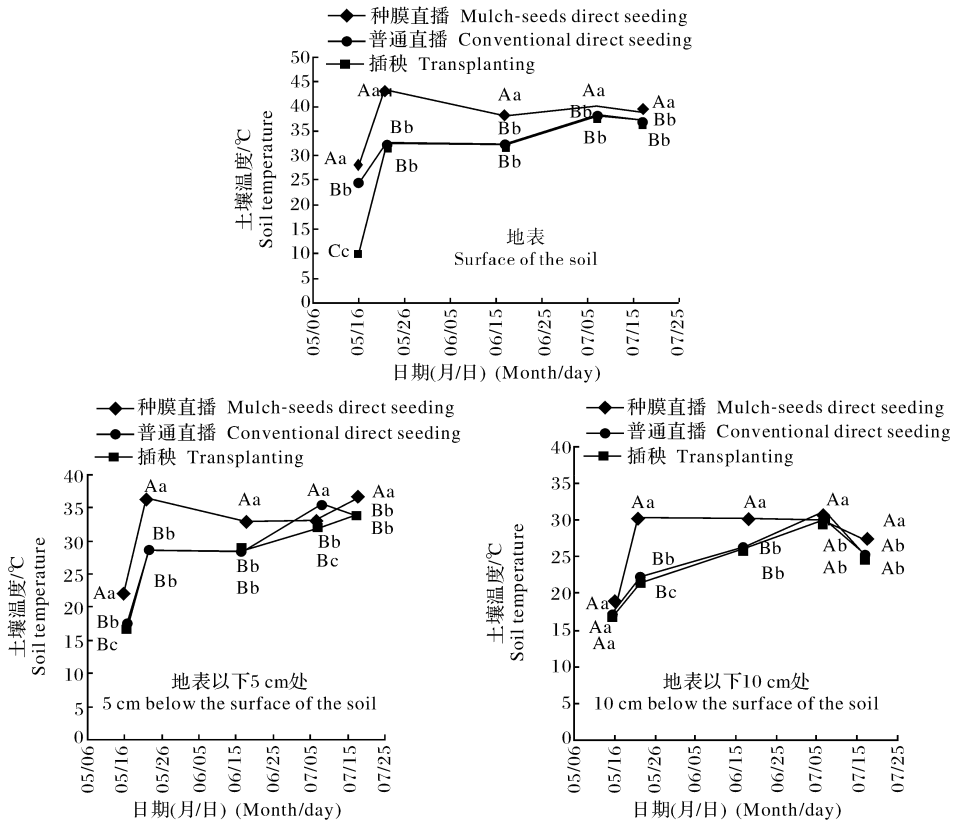 种膜直播 Mulch-seeds direct seeding
普通直播 Conventional direct seeding
插秧 Transplanting
土壤温度/℃
Soil temperature
50
45
40
35
30
25
20
15
10
5
0
Aa
Aa
Aa
Aa
Aa
Bb
Bb
Bb
Bb
Bb
Cc
Bb
Bb
Bb
Bb
地表
Surface of the soil
05/06
05/16
05/26
06/05
06/15
06/25
07/05
07/15
07/25
日期(月/日) (Month/day)
种膜直播 Mulch-seeds direct seeding
普通直播 Conventional direct seeding
插秧 Transplanting
土壤温度/℃
Soil temperature
40
35
30
25
20
15
10
5
0
Aa
Aa
Aa
Aa
Aa
Bb
Bb
Bb
Bb
Bb
Bc
Bb
Bb
Bc
Bb
地表以下5 cm处
5 cm below the surface of the soil
05/06
05/16
05/26
06/05
06/15
06/25
07/05
07/15
07/25
日期(月/日) (Month/day)
种膜直播 Mulch-seeds direct seeding
普通直播 Conventional direct seeding
插秧 Transplanting
土壤温度/℃
Soil temperature
40
35
30
25
20
15
10
5
0
Aa
Aa
Aa
Aa
Aa
Aa
Bb
Bb
Ab
Ab
Aa
Bc
Bb
Ab
Ab
地表以下10 cm处
10 cm below the surface of the soil
05/06
05/16
05/26
06/05
06/15
06/25
07/05
07/15
07/25
日期(月/日) (Month/day)